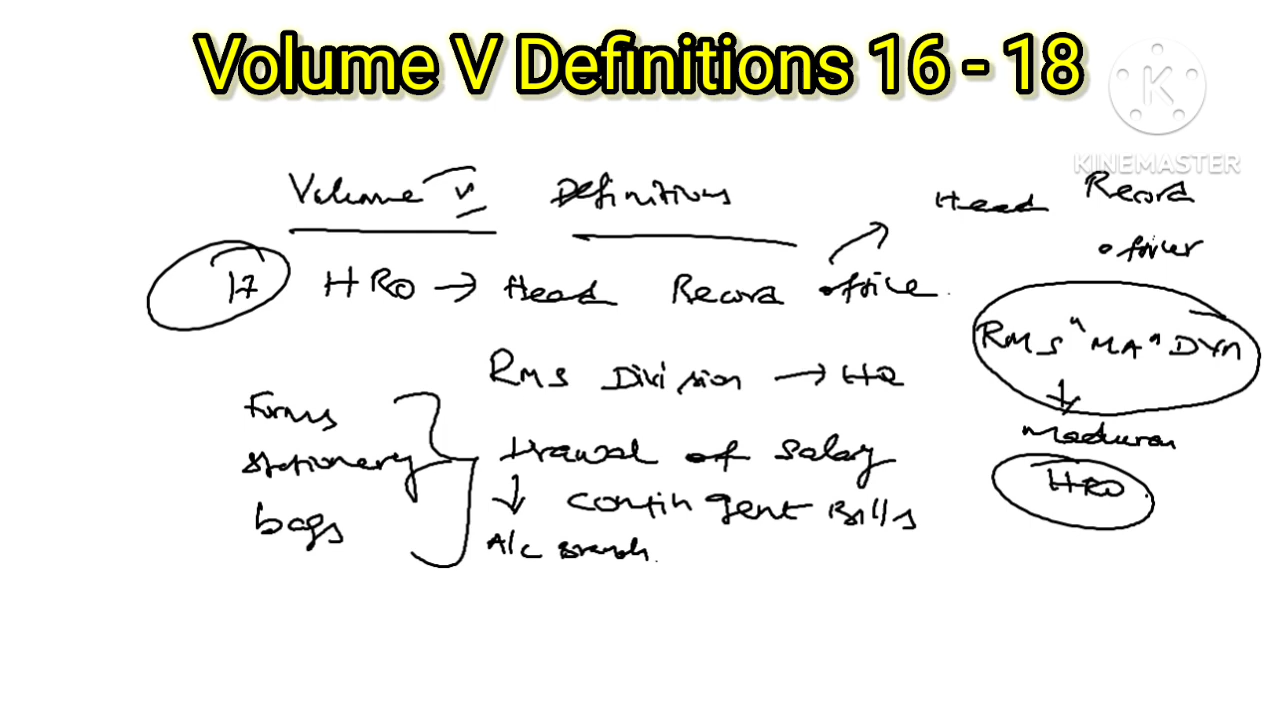 Volume V Definitions 16 - 18
K
KINEMASTER
Volume V Definitions
Head Record
officer
17 HRO → Head Record office.
RMS "MA" DVN
RMS Division → HQ
Forms
Madurai
stationery
drawal of salary
HRO
bags
contingent Bills
A/c Branch.